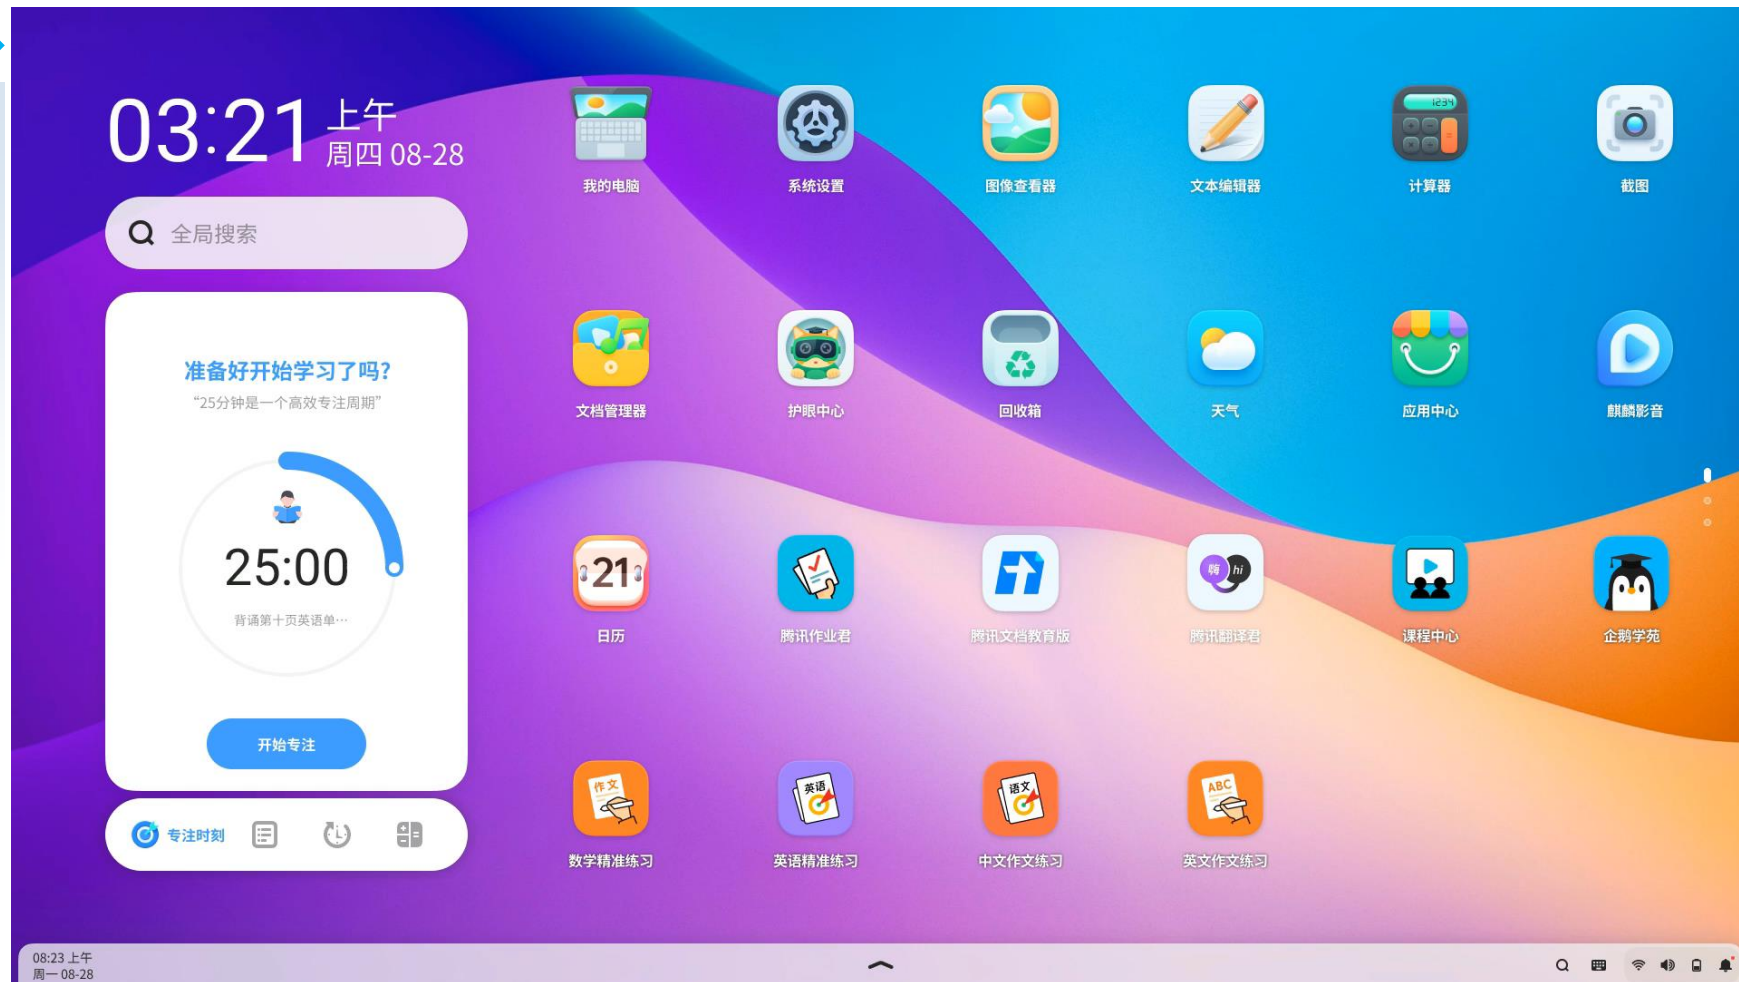 03:21 上午
周四 08-28
全局搜索
准备好开始学习了吗?
“25分钟是一个高效专注周期”
25:00
背诵第十页英语单…
开始专注
专注时刻
1234
我的电脑 系统设置 图像查看器 文本编辑器 计算器 截图
文档管理器 护眼中心 回收箱 天气 应用中心 麒麟影音
21 嗨 hi
日历 腾讯作业君 腾讯文档教育版 腾讯翻译君 课程中心 企鹅学苑
作文 英语 语文 ABC
数学精准练习 英语精准练习 中文作文练习 英文作文练习
08:23 上午
周一 08-28